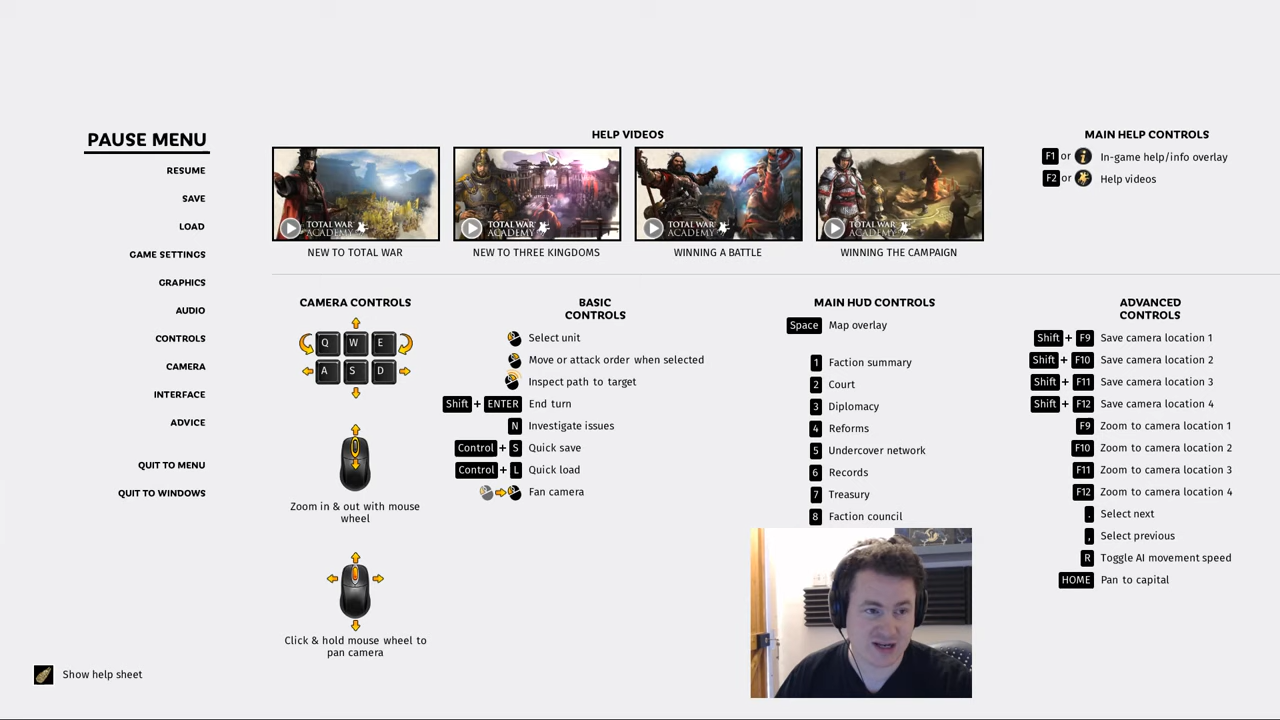 PAUSE MENU
RESUME
SAVE
LOAD
GAME SETTINGS
GRAPHICS
AUDIO
CONTROLS
CAMERA
INTERFACE
ADVICE
QUIT TO MENU
QUIT TO WINDOWS
Show help sheet
HELP VIDEOS
TOTAL WAR
ACADEMY
NEW TO TOTAL WAR
TOTAL WAR
ACADEMY
NEW TO THREE KINGDOMS
TOTAL WAR
ACADEMY
WINNING A BATTLE
TOTAL WAR
ACADEMY
WINNING THE CAMPAIGN
MAIN HELP CONTROLS
F1 or i In-game help/info overlay
F2 or Help videos
CAMERA CONTROLS
Q W E
A S D
Zoom in & out with mouse
wheel
Click & hold mouse wheel to
pan camera
BASIC
CONTROLS
Select unit
Move or attack order when selected
Inspect path to target
Shift + ENTER End turn
N Investigate issues
Control + S Quick save
Control + L Quick load
Fan camera
MAIN HUD CONTROLS
Space Map overlay
1 Faction summary
2 Court
3 Diplomacy
4 Reforms
5 Undercover network
6 Records
7 Treasury
8 Faction council
ADVANCED
CONTROLS
Shift + F9 Save camera location 1
Shift + F10 Save camera location 2
Shift + F11 Save camera location 3
Shift + F12 Save camera location 4
F9 Zoom to camera location 1
F10 Zoom to camera location 2
F11 Zoom to camera location 3
F12 Zoom to camera location 4
. Select next
, Select previous
R Toggle AI movement speed
HOME Pan to capital